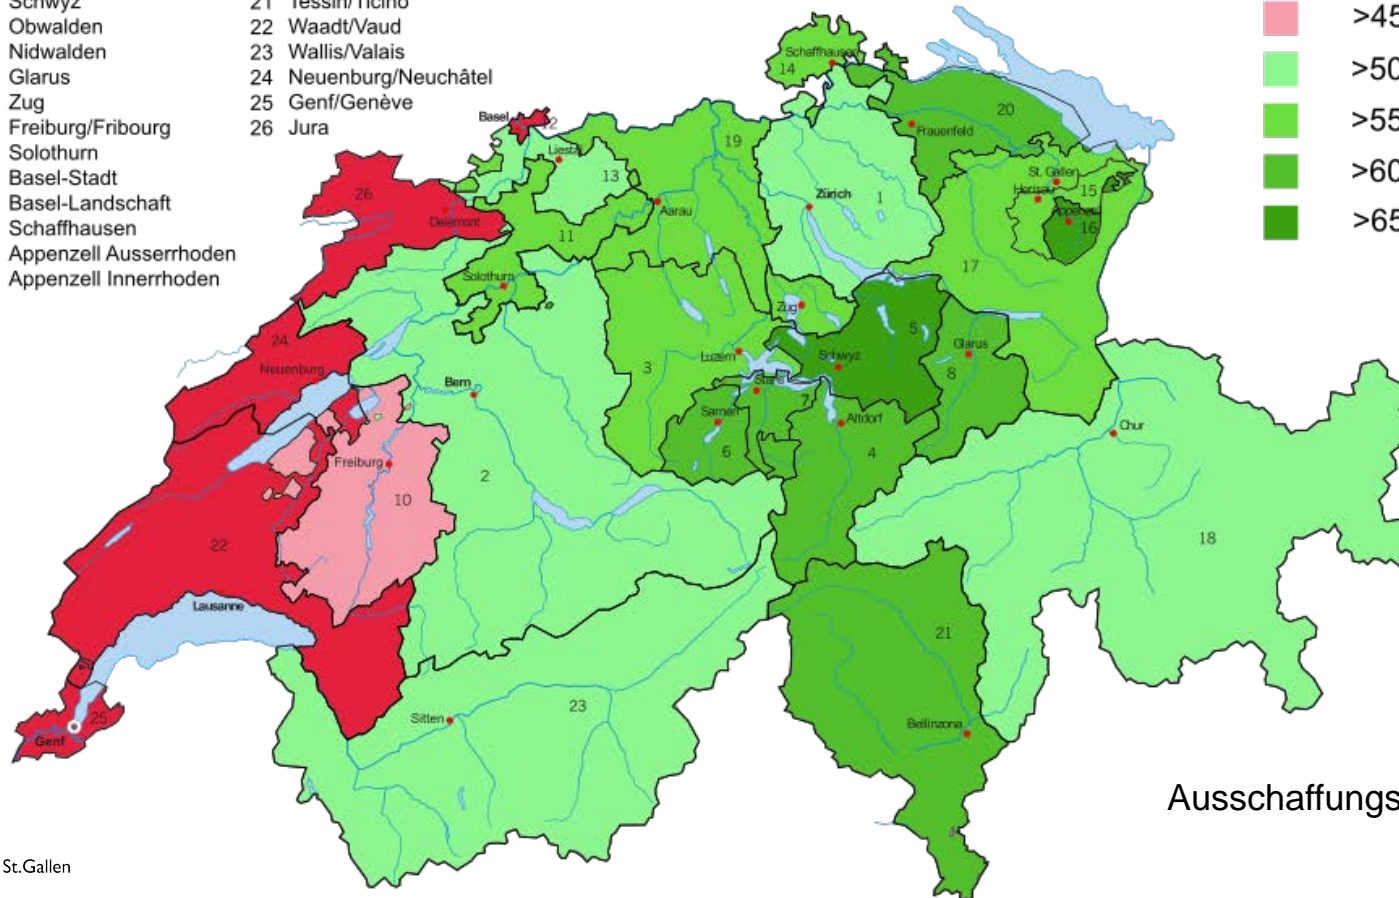 Schwyz 21 Tessin/Ticino
Obwalden 22 Waadt/Vaud
Nidwalden 23 Wallis/Valais
Glarus 24 Neuenburg/Neuchâtel
Zug 25 Genf/Genève
Freiburg/Fribourg 26 Jura
Solothurn
Basel-Stadt
Basel-Landschaft
Schaffhausen
Appenzell Ausserrhoden
Appenzell Innerrhoden
>45
>50
>55
>60
>65
Schaffhausen
14
Basel
12
20
Frauenfeld
19
Liestal
13
St. Gallen
Herisau
15
Appenzell
16
26
Delémont
Aarau
Zürich
1
11
17
Solothurn
Zug
5
24
Neuenburg
Luzern
Schwyz
Glarus
3
8
Bern
Stans
7
Sarnen
Altdorf
Chur
6
4
Freiburg
2
10
22
18
Lausanne
21
23
25
Genf
Sitten
Bellinzona
Ausschaffungs
St.Gallen